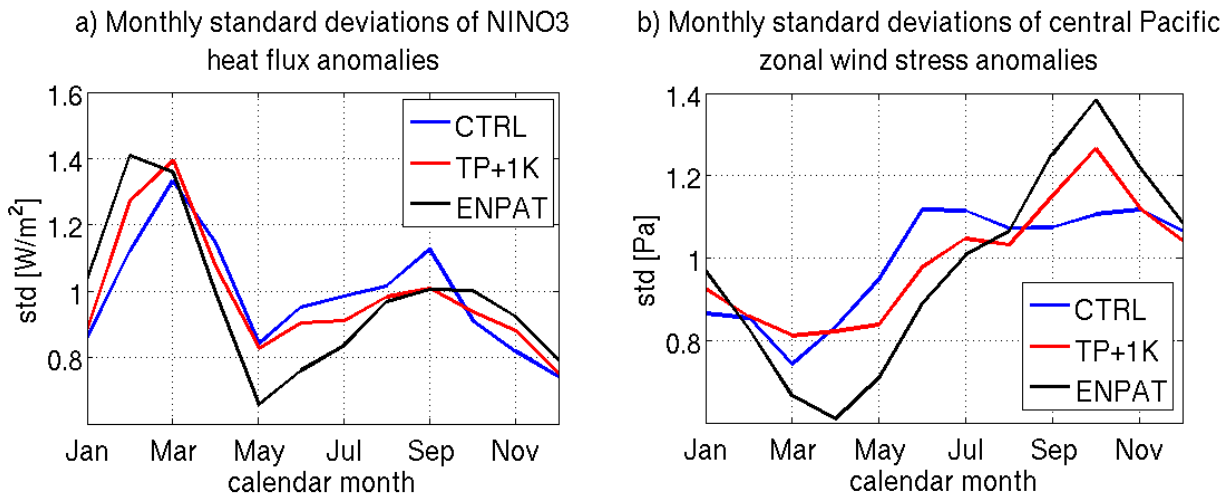 a) Monthly standard deviations of NINO3
heat flux anomalies
std [W/m²]
1.6
1.4
1.2
1
0.8
CTRL
TP+1K
ENPAT
Jan Mar May Jul Sep Nov
calendar month
b) Monthly standard deviations of central Pacific
zonal wind stress anomalies
std [Pa]
1.4
1.2
1
0.8
CTRL
TP+1K
ENPAT
Jan Mar May Jul Sep Nov
calendar month